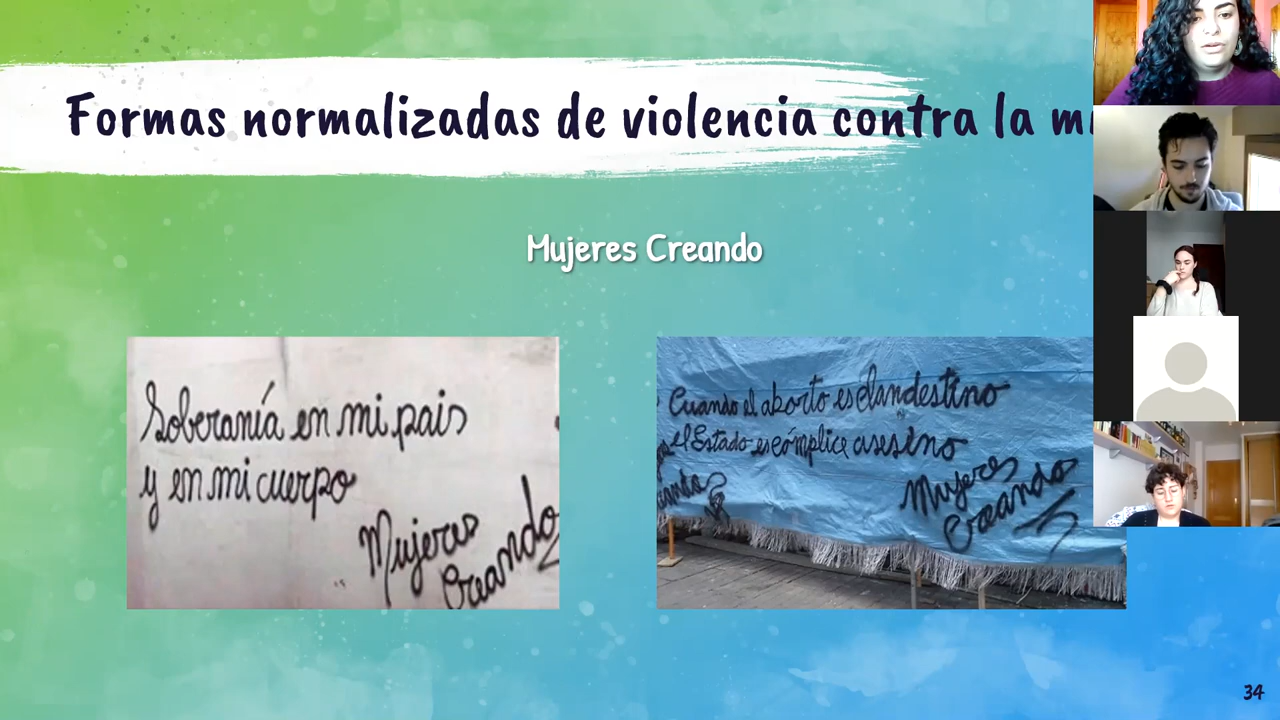 Formas normalizadas de violencia contra la
Mujeres Creando
Soberanía en mi pais
y en mi cuerpo
Mujeres
Creando
Cuando el aborto es clandestino
el Estado es cómplice asesino
Mujeres
Creando
34